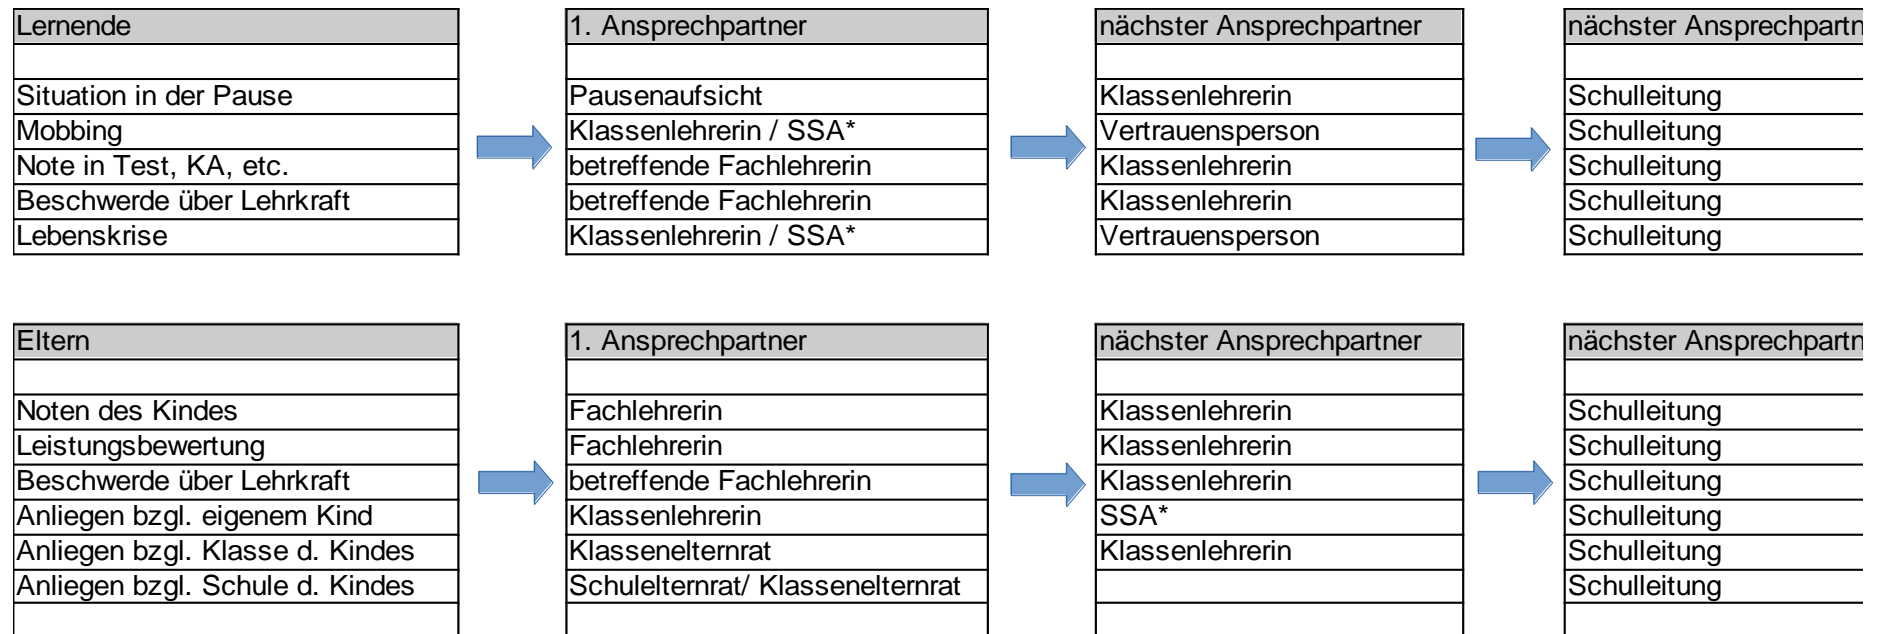 Lernende 1. Ansprechpartner nächster Ansprechpartner nächster Ansprechpartn
Situation in der Pause Pausenaufsicht Klassenlehrerin Schulleitung
Mobbing Klassenlehrerin / SSA* Vertrauensperson Schulleitung
Note in Test, KA, etc. betreffende Fachlehrerin Klassenlehrerin Schulleitung
Beschwerde über Lehrkraft betreffende Fachlehrerin Klassenlehrerin Schulleitung
Lebenskrise Klassenlehrerin / SSA* Vertrauensperson Schulleitung
Eltern 1. Ansprechpartner nächster Ansprechpartner nächster Ansprechpartn
Noten des Kindes Fachlehrerin Klassenlehrerin Schulleitung
Leistungsbewertung Fachlehrerin Klassenlehrerin Schulleitung
Beschwerde über Lehrkraft betreffende Fachlehrerin Klassenlehrerin Schulleitung
Anliegen bzgl. eigenem Kind Klassenlehrerin SSA* Schulleitung
Anliegen bzgl. Klasse d. Kindes Klassenelternrat Klassenlehrerin Schulleitung
Anliegen bzgl. Schule d. Kindes Schulelternrat/ Klassenelternrat Schulleitung